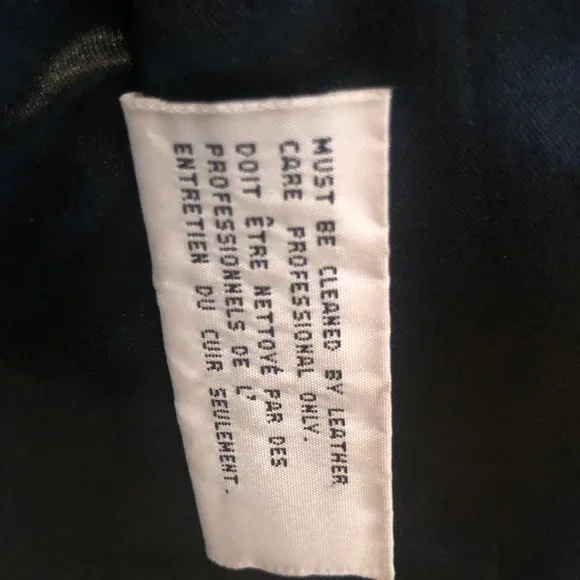 MUST BE CLEANED BY LEATHER
CARE PROFESSIONAL ONLY.
DOIT ÊTRE NETTOYÉ PAR DES
PROFESSIONNELS DE L'
ENTRETIEN DU CUIR SEULEMENT.